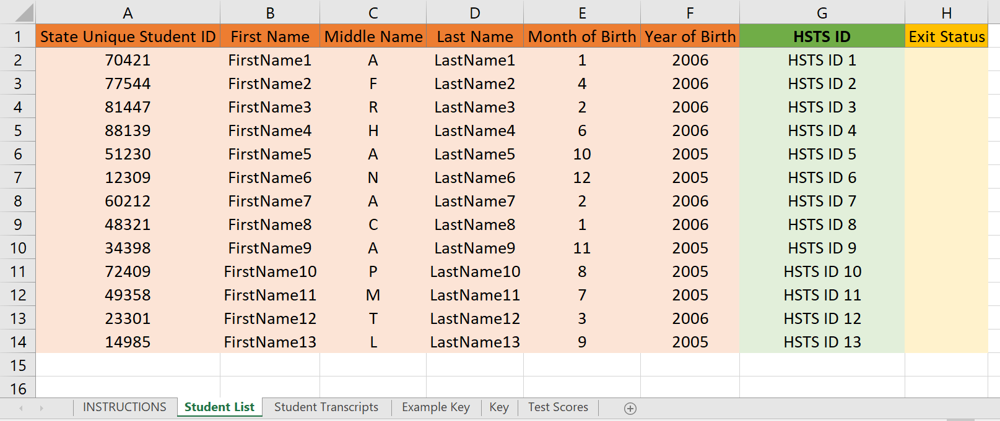 A B C D E F G H
1 State Unique Student ID First Name Middle Name Last Name Month of Birth Year of Birth HSTS ID Exit Status
2 70421 FirstName1 A LastName1 1 2006 HSTS ID 1
3 77544 FirstName2 F LastName2 4 2006 HSTS ID 2
4 81447 FirstName3 R LastName3 2 2006 HSTS ID 3
5 88139 FirstName4 H LastName4 6 2006 HSTS ID 4
6 51230 FirstName5 A LastName5 10 2005 HSTS ID 5
7 12309 FirstName6 N LastName6 12 2005 HSTS ID 6
8 60212 FirstName7 A LastName7 2 2006 HSTS ID 7
9 48321 FirstName8 C LastName8 1 2006 HSTS ID 8
10 34398 FirstName9 A LastName9 11 2005 HSTS ID 9
11 72409 FirstName10 P LastName10 8 2005 HSTS ID 10
12 49358 FirstName11 M LastName11 7 2005 HSTS ID 11
13 23301 FirstName12 T LastName12 3 2006 HSTS ID 12
14 14985 FirstName13 L LastName13 9 2005 HSTS ID 13
15
16
INSTRUCTIONS Student List Student Transcripts Example Key Key Test Scores